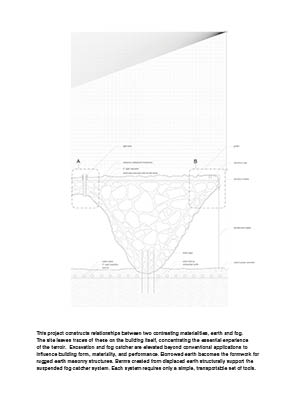 A
B
This project constructs relationships between two contrasting materialities, earth and fog.
The site leaves traces of these on the building itself, concentrating the essential experience
of the terroir. Excavation and fog catcher are elevated beyond conventional applications to
influence building form, materiality, and performance. Borrowed earth becomes the formwork for
rugged earth masonry structures. Berms created from displaced earth structurally support the
suspended fog catcher system. Each system requires only a simple, transportable set of tools.